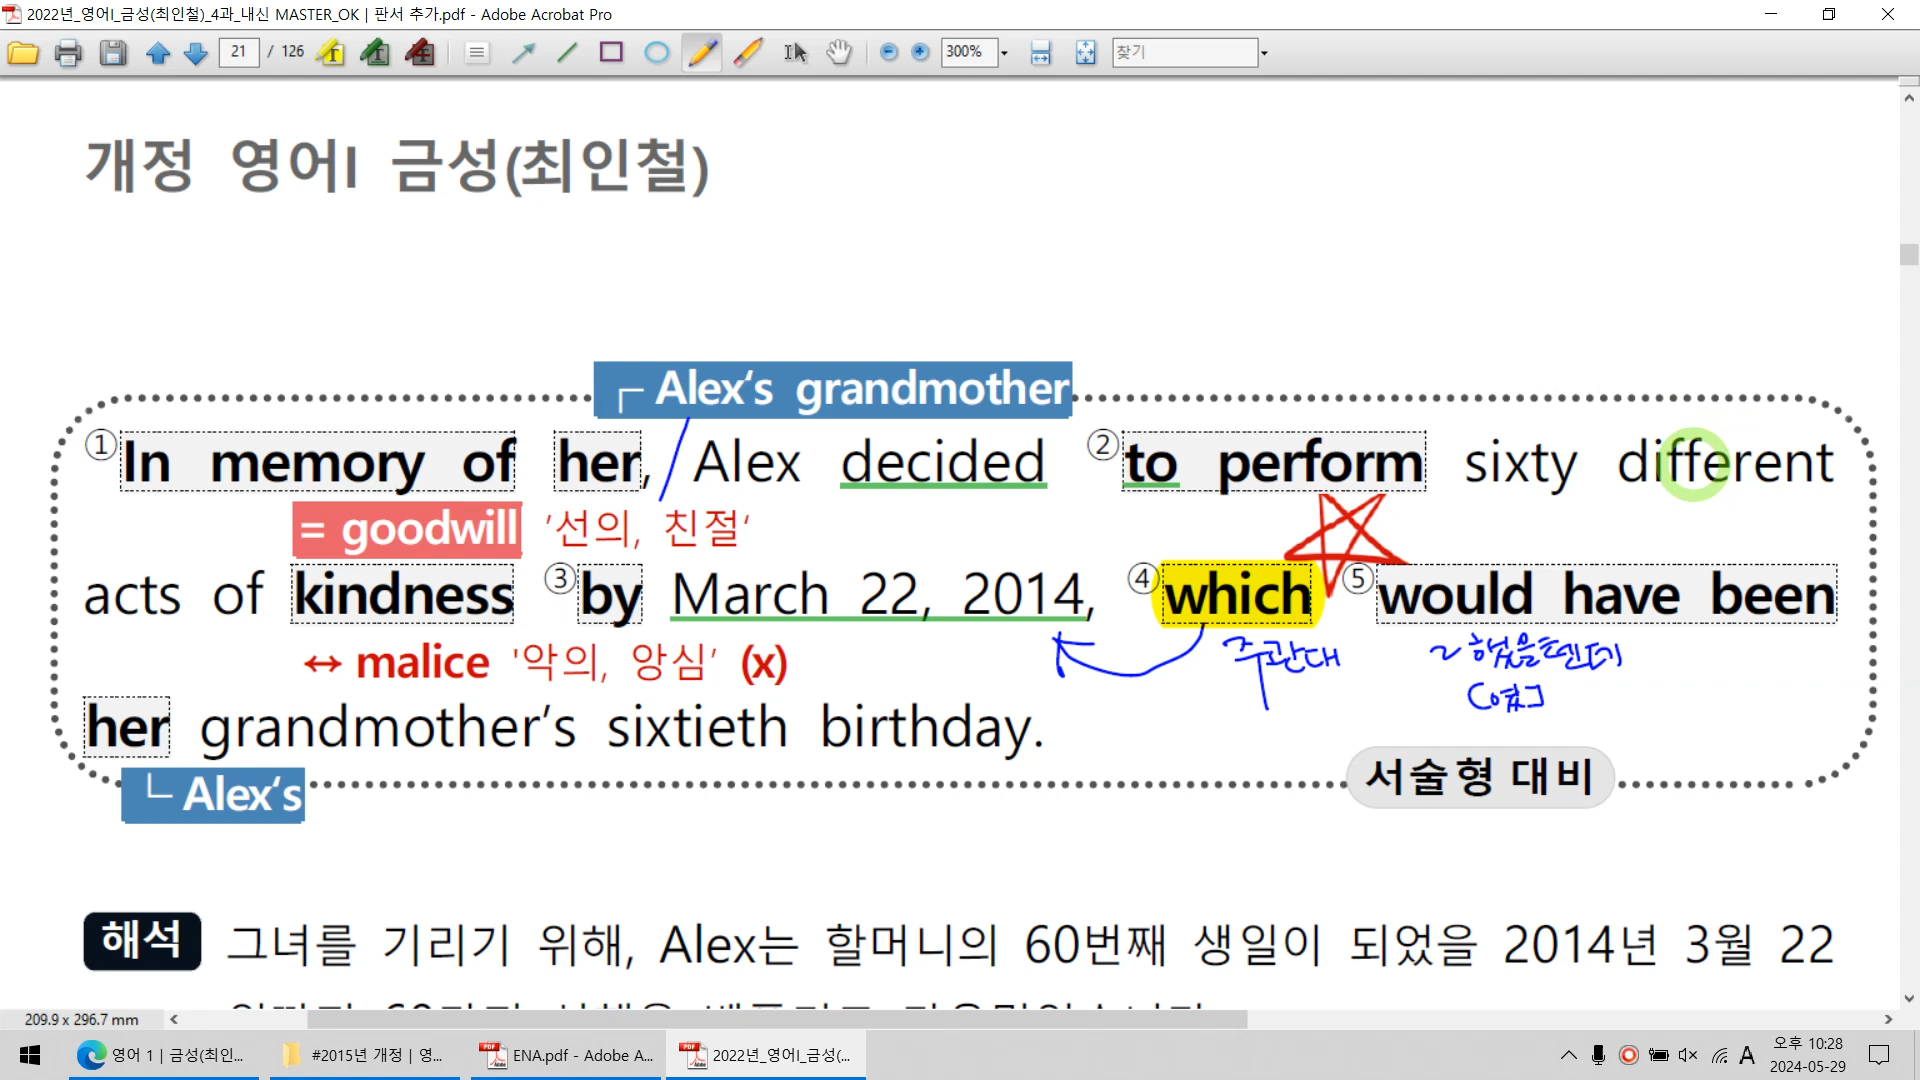 2022년_영어I_금성(최인철)_4과_내신 MASTER_OK | 판서 추가.pdf - Adobe Acrobat Pro
21 / 126
300%
찾기
개정 영어I 금성(최인철)
┌ Alex‘s grandmother
① In memory of her, Alex decided ② to perform sixty different
= goodwill ‘선의, 친절‘
acts of kindness ③ by March 22, 2014, ④ which ⑤ would have been
↔ malice ‘악의, 앙심’ (x)
주관대
~했을텐데
[였]
her grandmother’s sixtieth birthday.
└ Alex‘s
서술형 대비
해석 그녀를 기리기 위해, Alex는 할머니의 60번째 생일이 되었을 2014년 3월 22
209.9 x 296.7 mm
영어 1 | 금성(최인...
#2015년 개정 | 영...
ENA.pdf - Adobe A...
2022년_영어I_금성(...
A
오후 10:28
2024-05-29